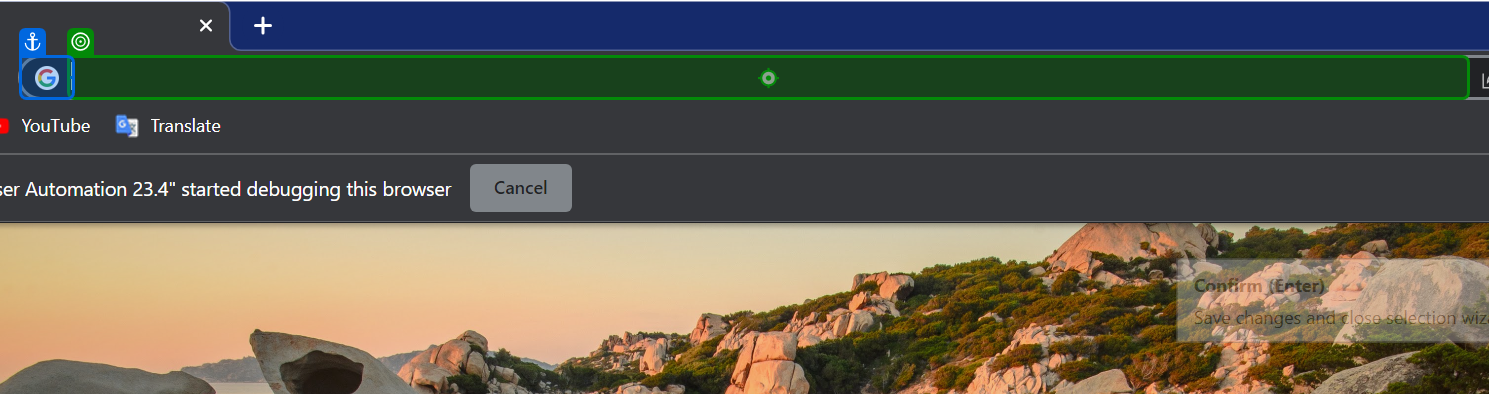 YouTube Translate
ser Automation 23.4" started debugging this browser Cancel
Confirm (Enter)
Save changes and close selection wiz